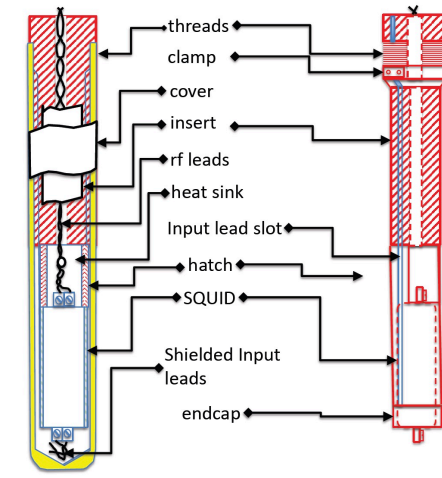 threads
clamp
cover
insert
rf leads
heat sink
Input lead slot
hatch
SQUID
Shielded Input
leads
endcap